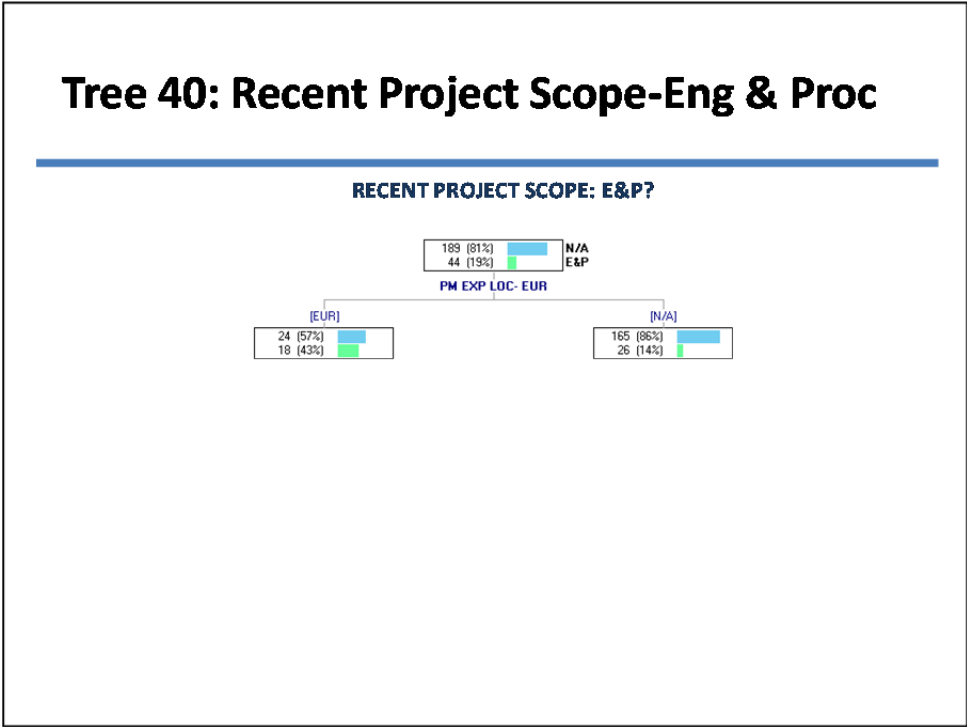 Tree 40: Recent Project Scope-Eng & Proc
RECENT PROJECT SCOPE: E&P?
189 (81%) N/A
44 (19%) E&P
PM EXP LOC- EUR
[EUR] [N/A]
24 (57%) 165 (86%)
18 (43%) 26 (14%)